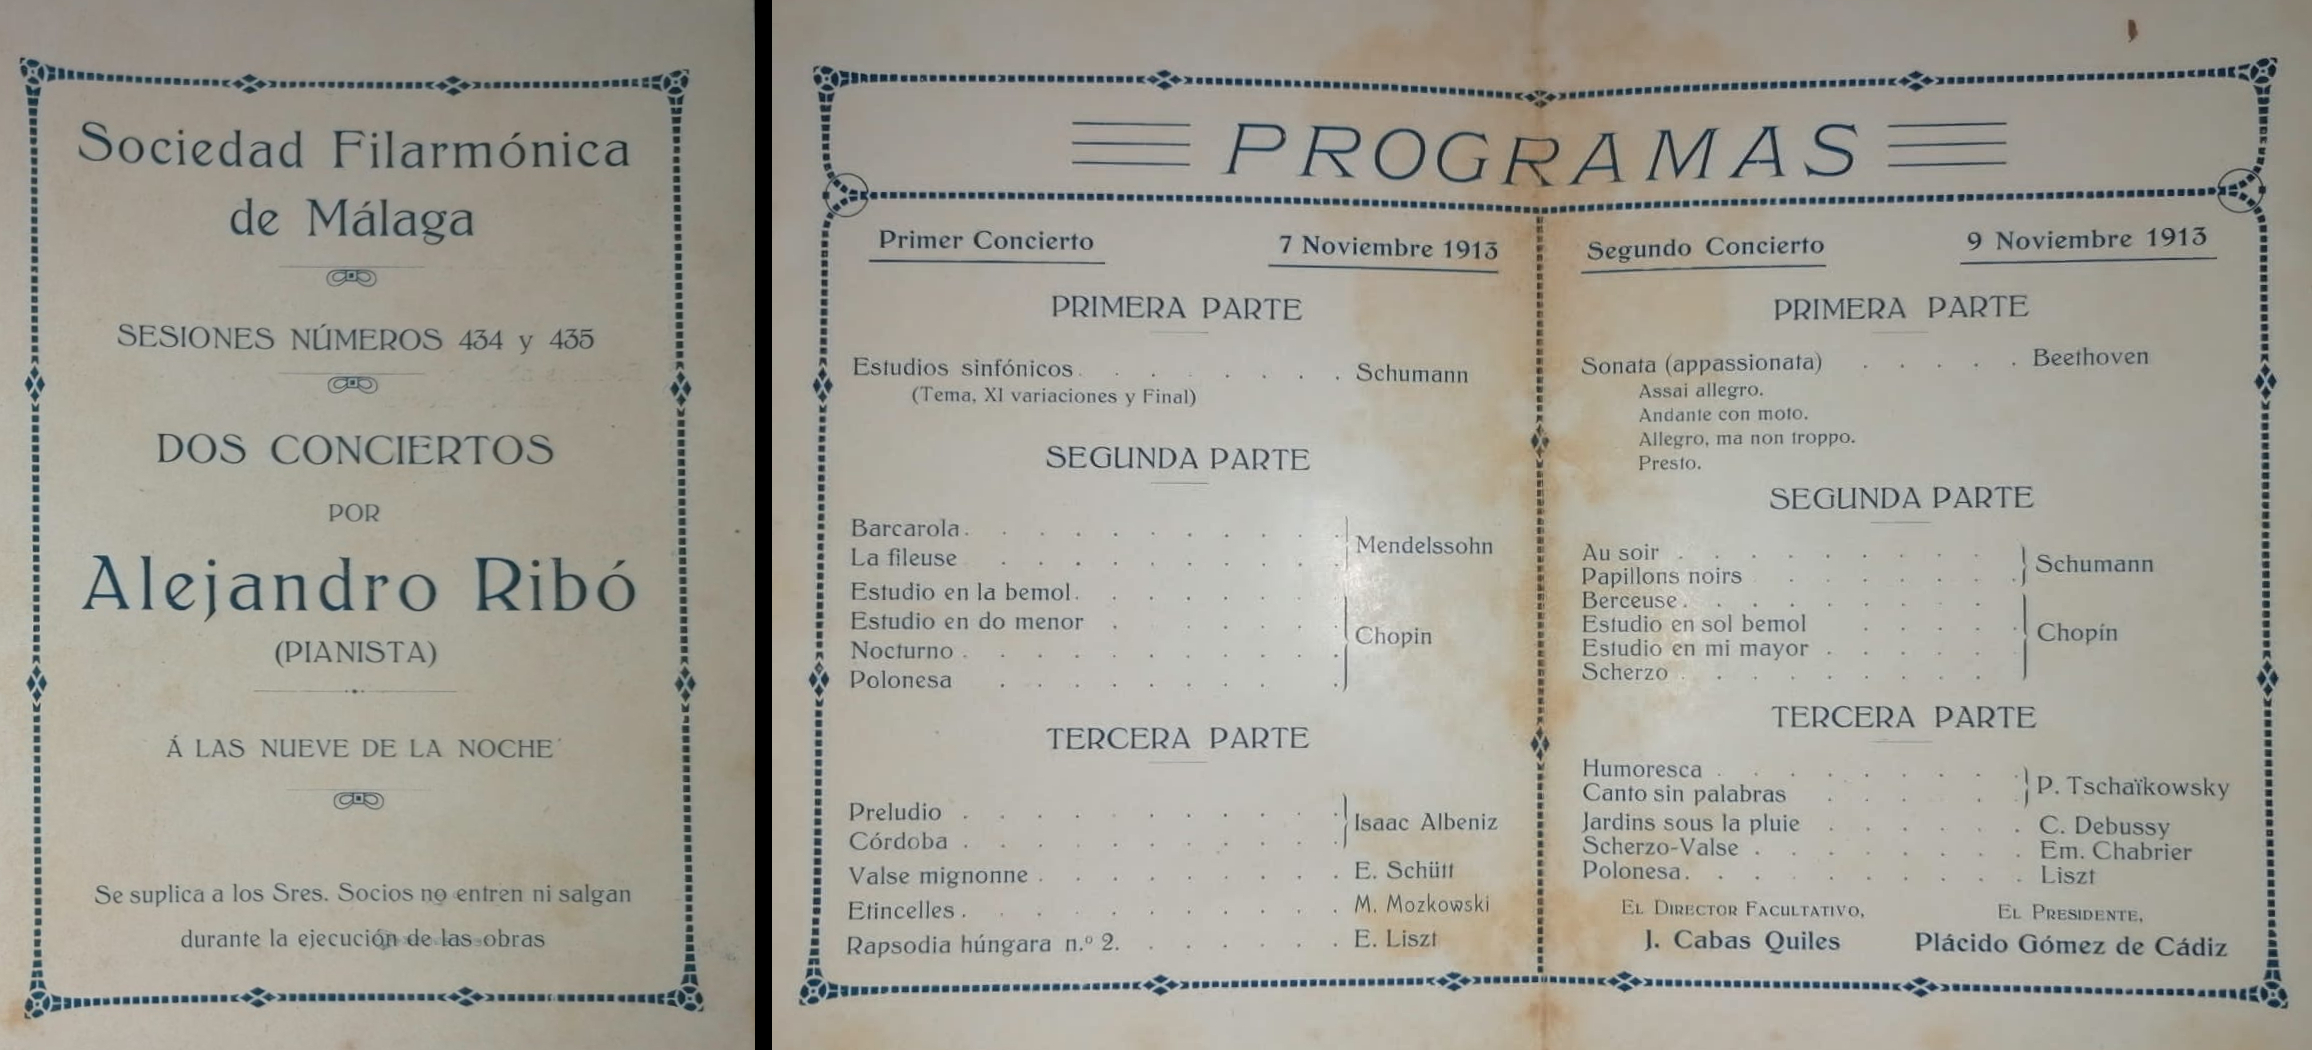 Sociedad Filarmónica
de Málaga
SESIONES NÚMEROS 434 y 435
DOS CONCIERTOS
POR
Alejandro Ribó
(PIANISTA)
Á LAS NUEVE DE LA NOCHE
Se suplica a los Sres. Socios no entren ni salgan
durante la ejecución de las obras
PROGRAMAS
Primer Concierto 7 Noviembre 1913
PRIMERA PARTE
Estudios sinfónicos . . . . . . . Schumann
(Tema, XI variaciones y Final)
SEGUNDA PARTE
Barcarola . . . . . . . . . .
La fileuse . . . . . . . . . Mendelssohn
Estudio en la bemol . . . . . . .
Estudio en do menor . . . . . . .
Nocturno . . . . . . . . . . Chopin
Polonesa . . . . . . . . .
TERCERA PARTE
Preludio . . . . . . . . . .
Córdoba . . . . . . . . . . Isaac Albeniz
Valse mignonne . . . . . . . . E. Schütt
Etincelles . . . . . . . . . . M. Mozkowski
Rapsodia húngara n.º 2. . . . . . . E. Liszt
Segundo Concierto 9 Noviembre 1913
PRIMERA PARTE
Sonata (appassionata) . . . . . Beethoven
Assai allegro.
Andante con moto.
Allegro, ma non troppo.
Presto.
SEGUNDA PARTE
Au soir . . . . . . . . .
Papillons noirs . . . . . . . Schumann
Berceuse . . . . . . . .
Estudio en sol bemol . . . . .
Estudio en mi mayor . . . . . Chopín
Scherzo . . . . . . . .
TERCERA PARTE
Humoresca . . . . . . . . .
Canto sin palabras . . . . . P. Tschaïkowsky
Jardins sous la pluie . . . . . . C. Debussy
Scherzo-Valse . . . . . . . . Em. Chabrier
Polonesa . . . . . . . . . . Liszt
EL DIRECTOR FACULTATIVO,
J. Cabas Quiles
EL PRESIDENTE,
Plácido Gómez de Cádiz